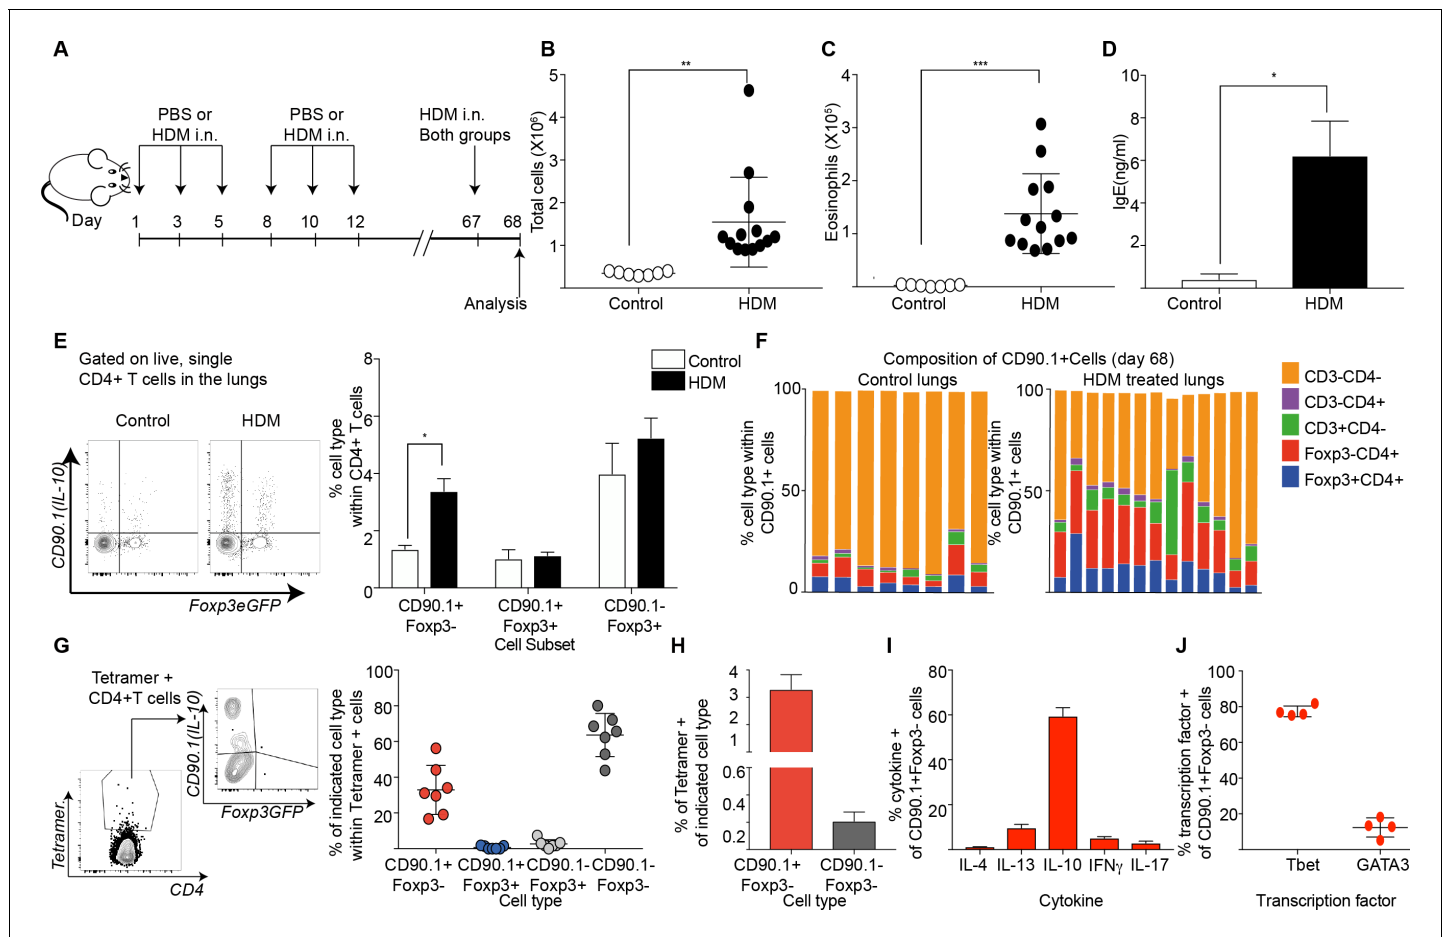 A
PBS or
HDM i.n.
PBS or
HDM i.n.
HDM i.n.
Both groups
Day
1
3
5
8
10
12
67
68
Analysis
B
Total cells (X10⁶)
5
4
3
2
1
**
Control
HDM
C
Eosinophils (X10⁵)
4
3
2
1
***
Control
HDM
D
IgE(ng/ml)
10
8
6
4
2
*
Control
HDM
E
Gated on live, single
CD4+ T cells in the lungs
Control
HDM
CD90.1(IL-10)
Foxp3eGFP
% cell type
within CD4+ T cells
8
6
4
2
0
*
Control
HDM
CD90.1+
Foxp3-
CD90.1+
Foxp3+
CD90.1-
Foxp3+
Cell Subset
F
Composition of CD90.1+Cells (day 68)
Control lungs
HDM treated lungs
% cell type within
CD90.1+ cells
100
50
0
% cell type within
CD90.1+ cells
100
50
CD3-CD4-
CD3-CD4+
CD3+CD4-
Foxp3-CD4+
Foxp3+CD4+
G
Tetramer +
CD4+T cells
Tetramer.
CD4
CD90.1(IL-10)
Foxp3GFP
% of indicated cell type
within Tetramer + cells
100
80
60
40
20
CD90.1+
Foxp3-
CD90.1+
Foxp3+
CD90.1-
Foxp3+
CD90.1-
Foxp3-
Cell type
H
% of Tetramer +
of indicated cell type
4
3
2
1
0.6
0.4
0.2
CD90.1+
Foxp3-
CD90.1-
Foxp3-
Cell type
I
% cytokine +
of CD90.1+Foxp3- cells
80
60
40
20
IL-4
IL-13
IL-10
IFNγ
IL-17
Cytokine
J
% transcription factor +
of CD90.1+Foxp3- cells
100
80
60
40
20
0
Tbet
GATA3
Transcription factor